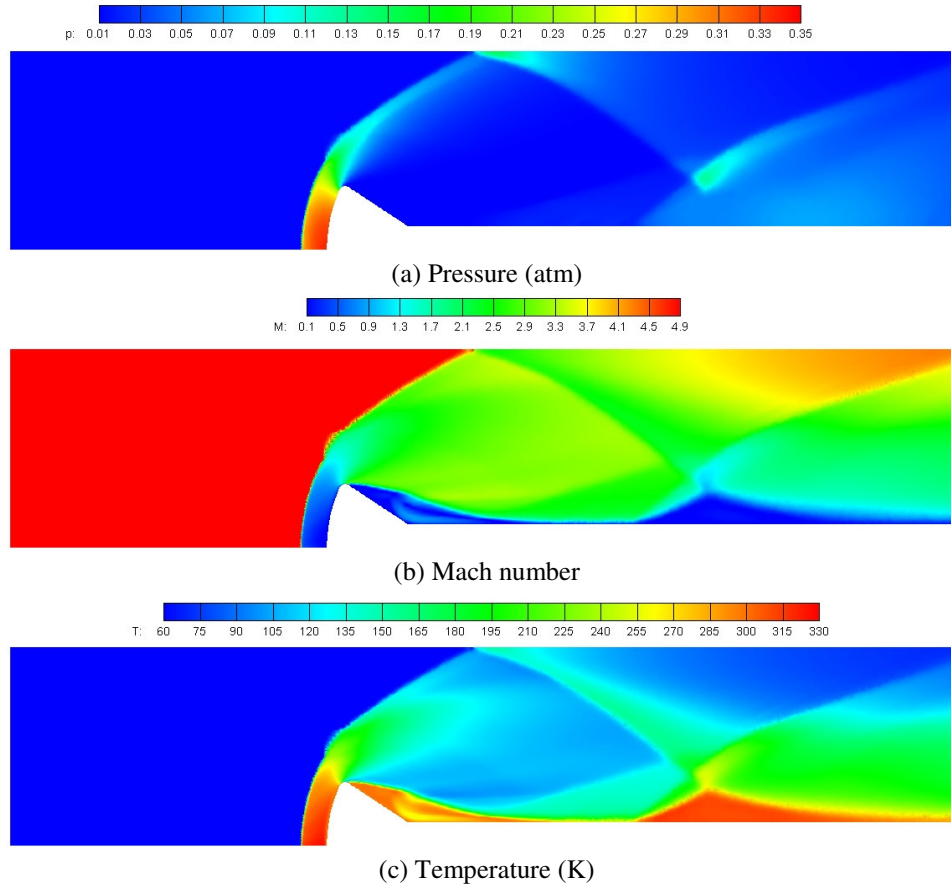 p: 0.01 0.03 0.05 0.07 0.09 0.11 0.13 0.15 0.17 0.19 0.21 0.23 0.25 0.27 0.29 0.31 0.33 0.35
(a) Pressure (atm)
M: 0.1 0.5 0.9 1.3 1.7 2.1 2.5 2.9 3.3 3.7 4.1 4.5 4.9
(b) Mach number
T: 60 75 90 105 120 135 150 165 180 195 210 225 240 255 270 285 300 315 330
(c) Temperature (K)